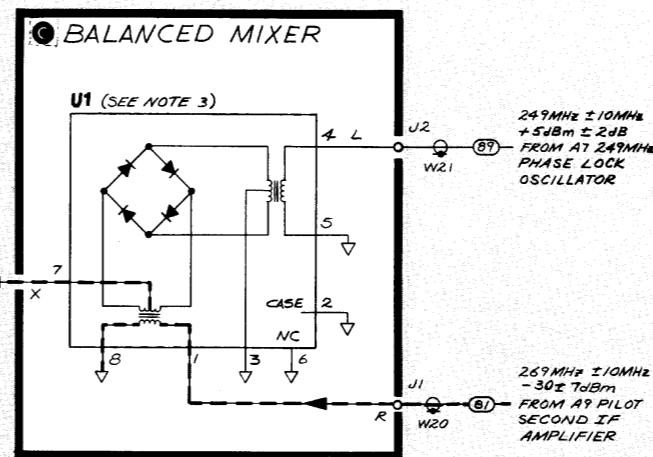 C BALANCED MIXER
U1 (SEE NOTE 3)
4 L
J2
89
W21
249MHz ±10MHz
+5dBm ±2dB
FROM A7 249MHz
PHASE LOCK
OSCILLATOR
5
7
X
CASE 2
NC
8 1 3 6
J1
R
81
W20
269MHz ±10MHz
-30±7dBm
FROM A9 PILOT
SECOND IF
AMPLIFIER